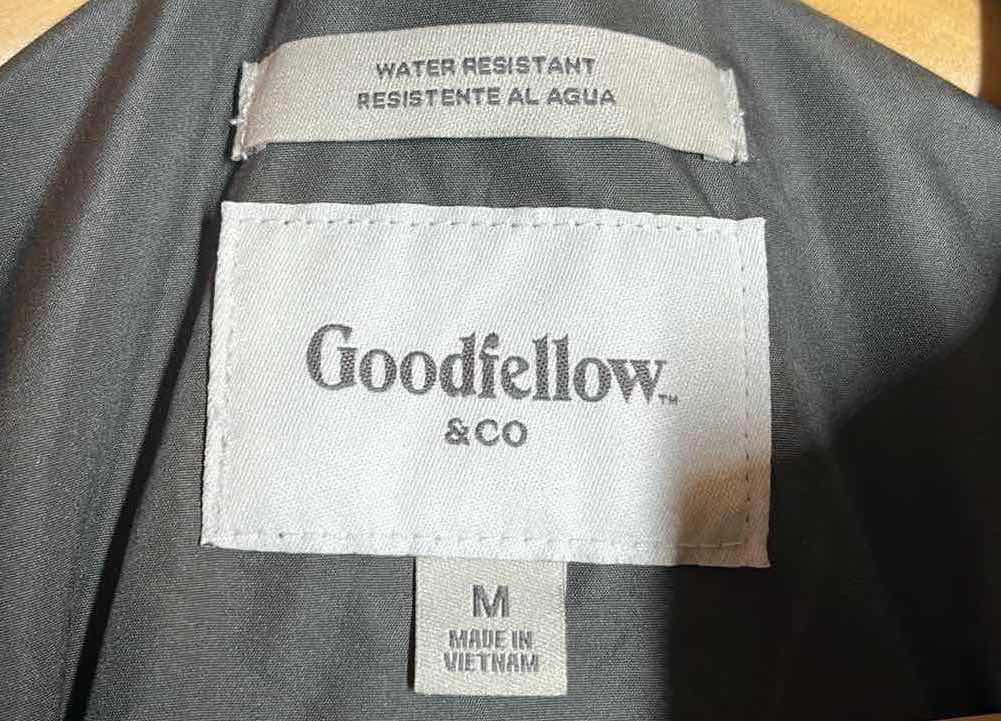 WATER RESISTANT
RESISTENTE AL AGUA
Goodfellow™
&CO
M
MADE IN
VIETNAM